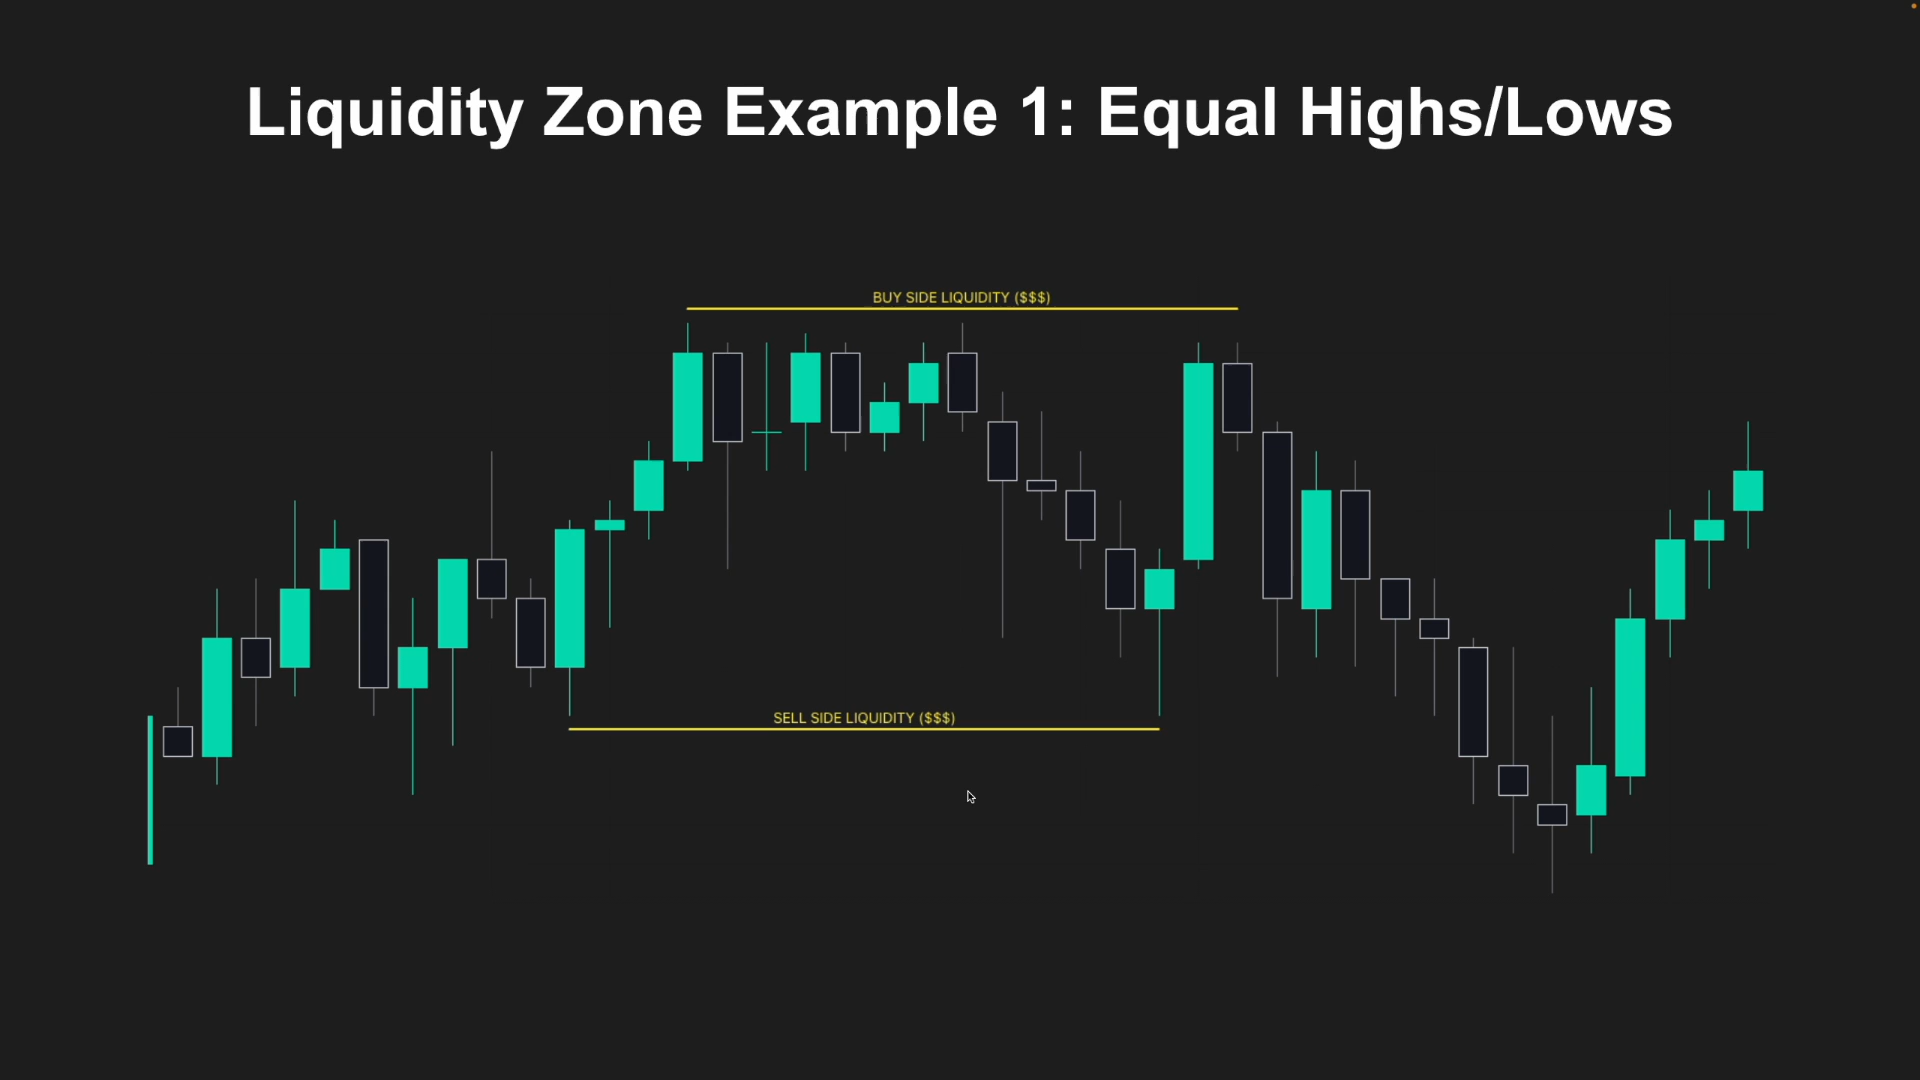 Liquidity Zone Example 1: Equal Highs/Lows
BUY SIDE LIQUIDITY ($$$)
SELL SIDE LIQUIDITY ($$$)